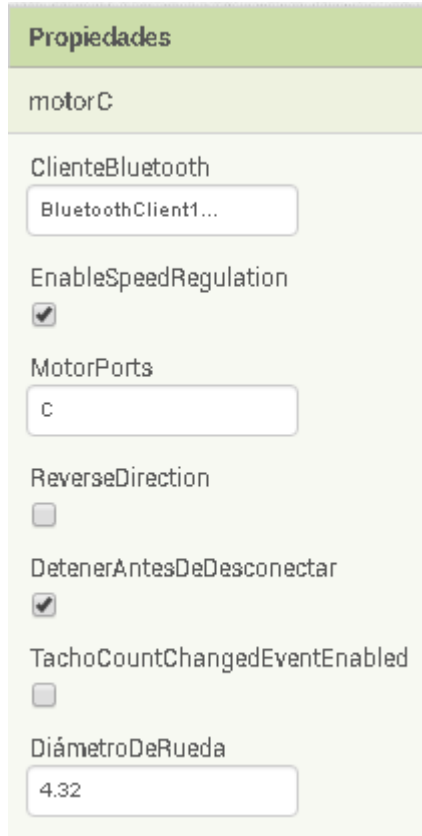 Propiedades
motorC
ClienteBluetooth
BluetoothClient1...
EnableSpeedRegulation
MotorPorts
C
ReverseDirection
DetenerAntesDeDesconectar
TachoCountChangedEventEnabled
DiámetroDeRueda
4.32